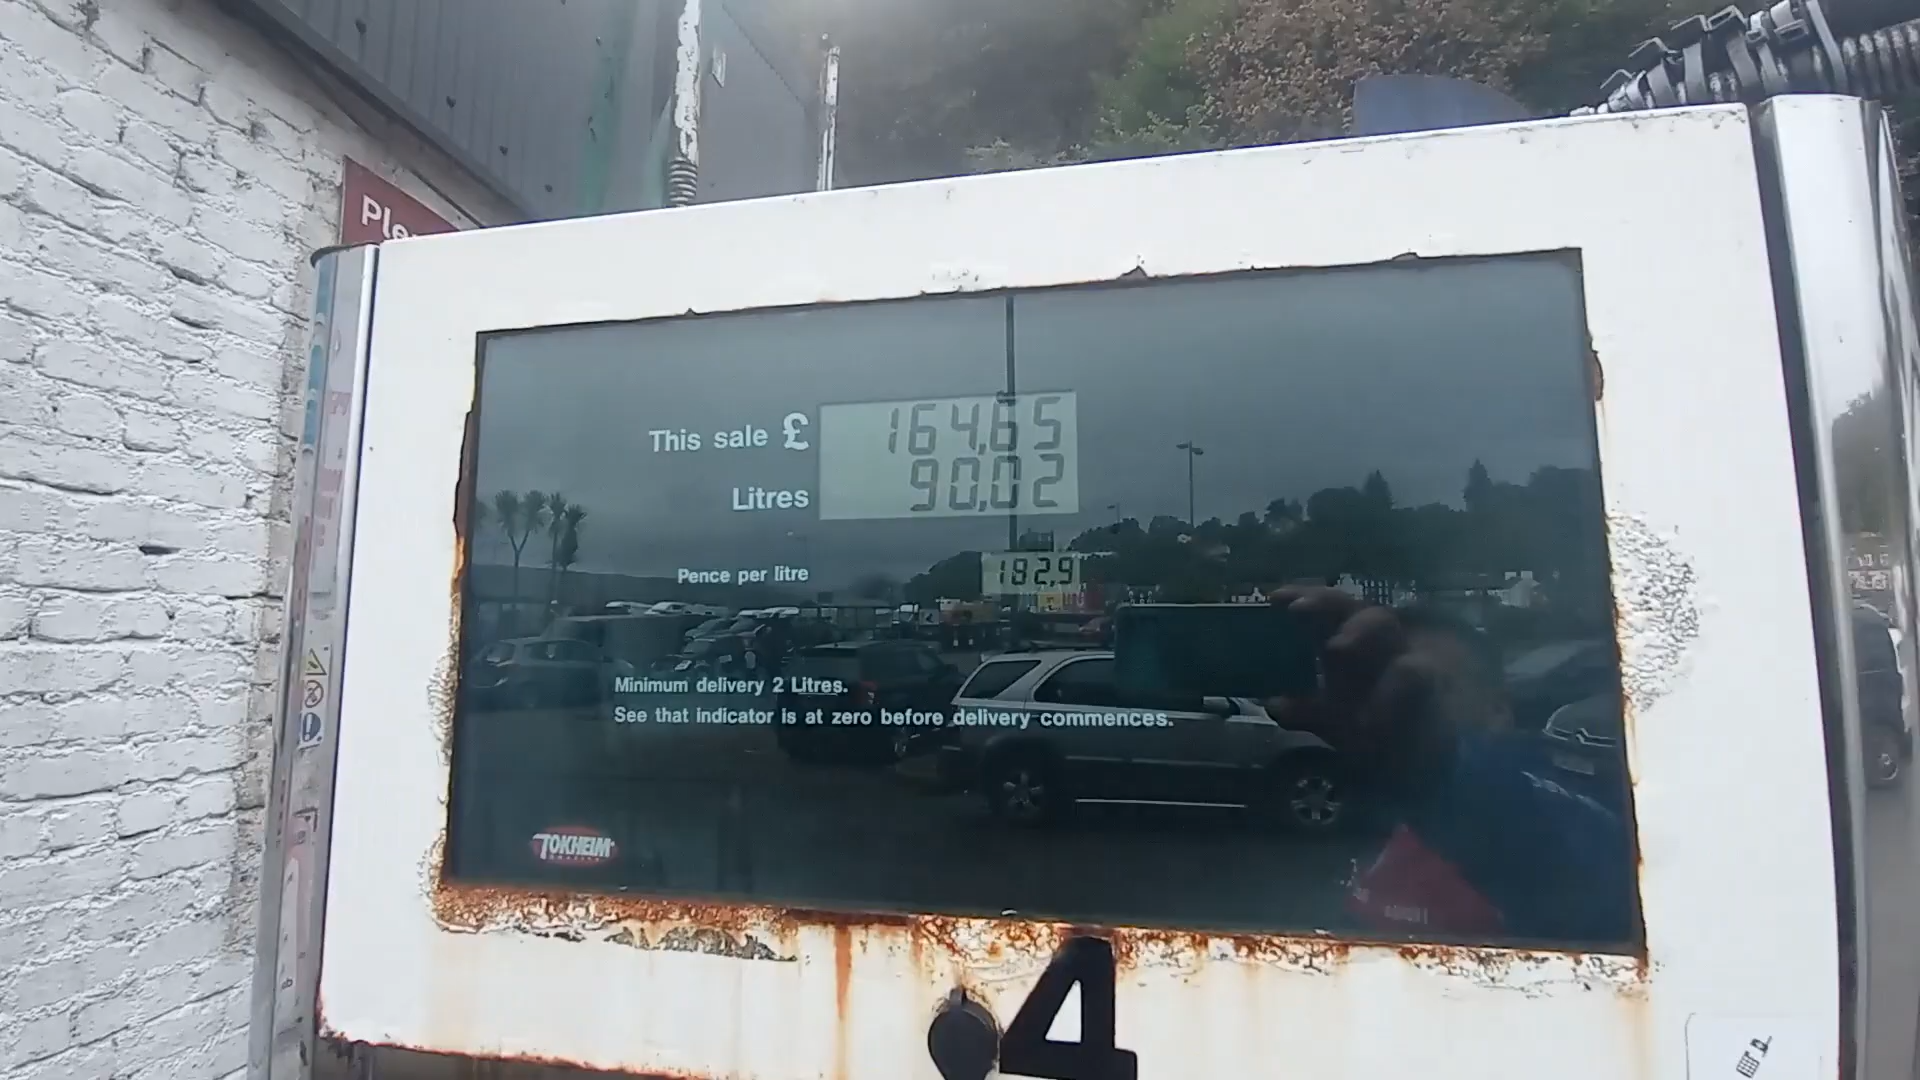 Ple
This sale £ 164.65
Litres 90.02
Pence per litre 182.9
Minimum delivery 2 Litres.
See that indicator is at zero before delivery commences.
TOKHEIM
4